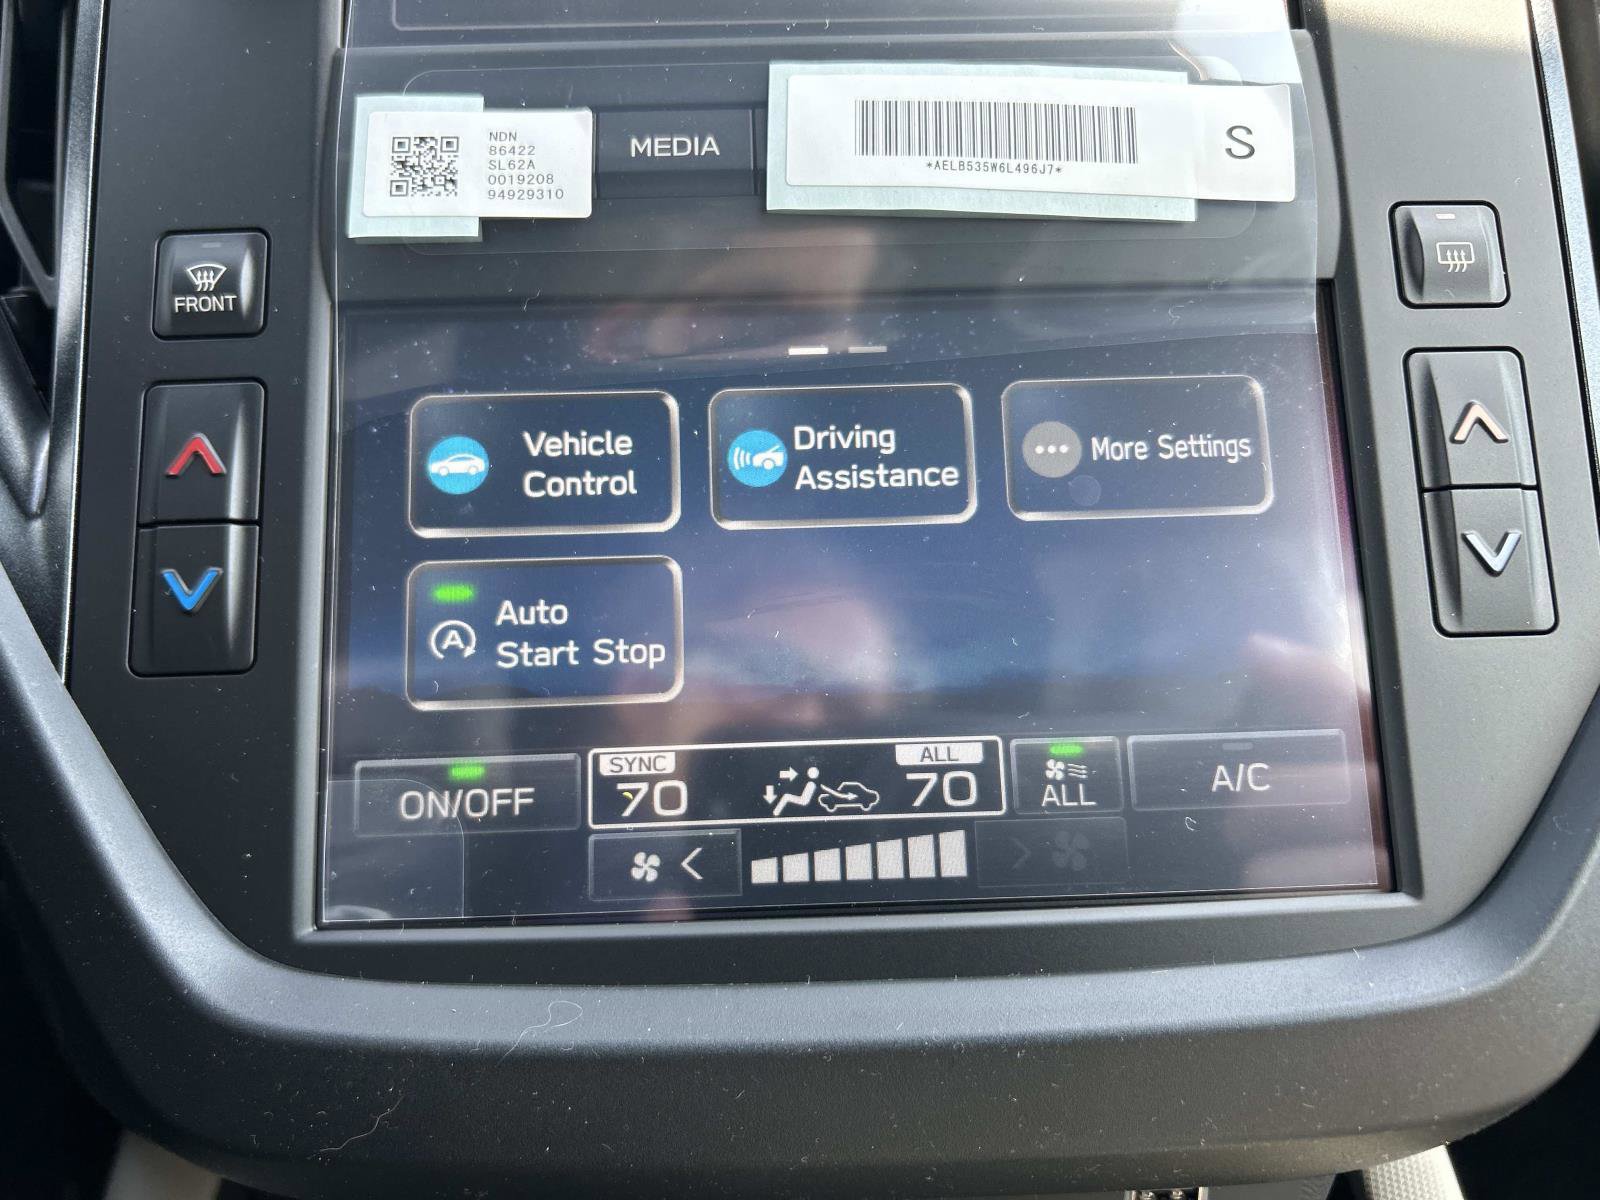 NDN
86422
SL62A
0019208
94929310
MEDIA
*AELB535W6L496J7*
S
FRONT
Vehicle
Control
Driving
Assistance
More Settings
A
Auto
Start Stop
ON/OFF
SYNC
70
ALL
70
ALL
A/C